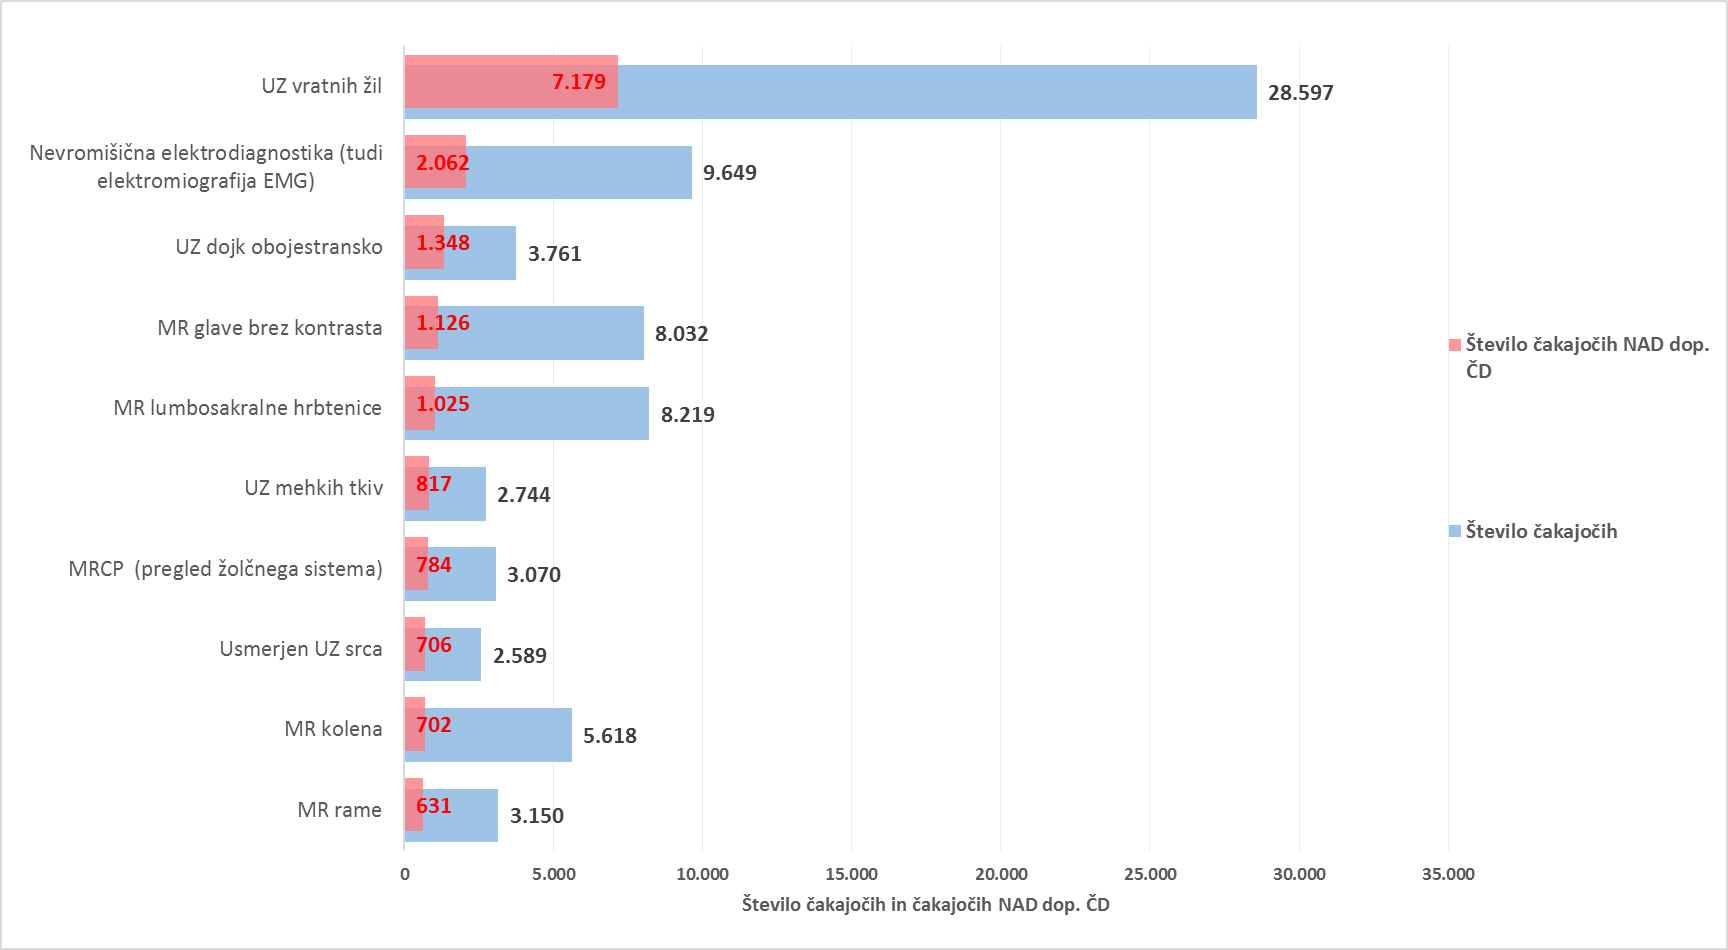 UZ vratnih žil
7.179
28.597
Nevromišična elektrodiagnostika (tudi
elektromiografija EMG)
2.062
9.649
UZ dojk obojestransko
1.348
3.761
MR glave brez kontrasta
1.126
8.032
MR lumbosakralne hrbtenice
1.025
8.219
UZ mehkih tkiv
817
2.744
MRCP  (pregled žolčnega sistema)
784
3.070
Usmerjen UZ srca
706
2.589
MR kolena
702
5.618
MR rame
631
3.150
0 5.000 10.000 15.000 20.000 25.000 30.000 35.000
Število čakajočih in čakajočih NAD dop. ČD
Število čakajočih NAD dop.
ČD
Število čakajočih